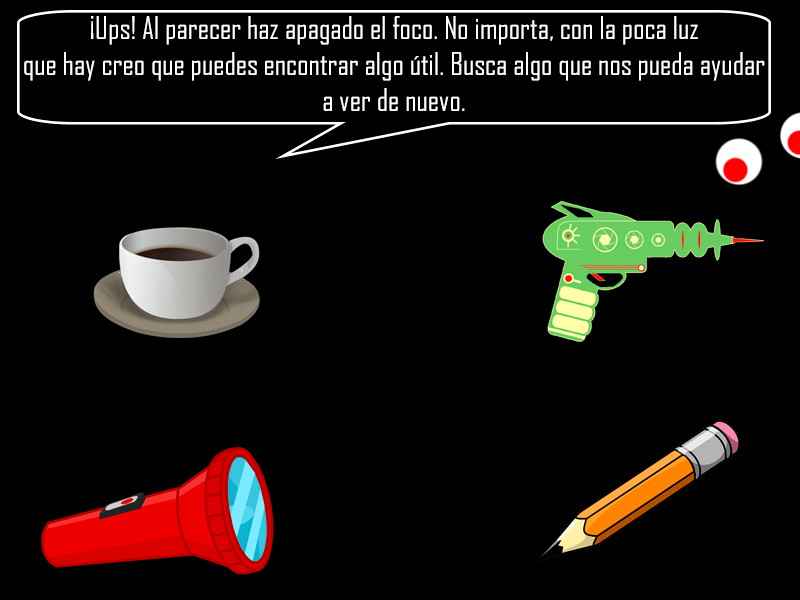 ¡Ups! Al parecer haz apagado el foco. No importa, con la poca luz
que hay creo que puedes encontrar algo útil. Busca algo que nos pueda ayudar
a ver de nuevo.